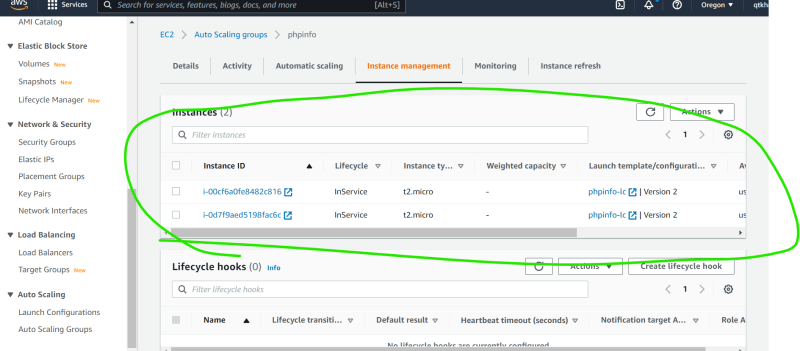 aws
Services
Search for services, features, blogs, docs, and more
[Alt+S]
Oregon ▼
qtkh
AMI Catalog
Elastic Block Store
Volumes New
Snapshots New
Lifecycle Manager New
Network & Security
Security Groups
Elastic IPs
Placement Groups
Key Pairs
Network Interfaces
Load Balancing
Load Balancers
Target Groups New
Auto Scaling
Launch Configurations
Auto Scaling Groups
EC2 > Auto Scaling groups > phpinfo
Details Activity Automatic scaling Instance management Monitoring Instance refresh
Instances (2)
Actions ▼
Filter instances
< 1 >
Instance ID ▲ Lifecycle ▽ Instance ty... ▽ Weighted capacity ▽ Launch template/configurati... ▽ Av
i-00cf6a0fe8482c816 InService t2.micro - phpinfo-lc | Version 2 us
i-0d7f9aed5198fac6c InService t2.micro - phpinfo-lc | Version 2 us
Lifecycle hooks (0) Info
Actions ▼ Create lifecycle hook
Filter lifecycle hooks
< 1 >
Name ▲ Lifecycle transiti... ▽ Default result ▽ Heartbeat timeout (seconds) ▽ Notification target A... ▽ Role A
No lifecycle hooks are currently configured